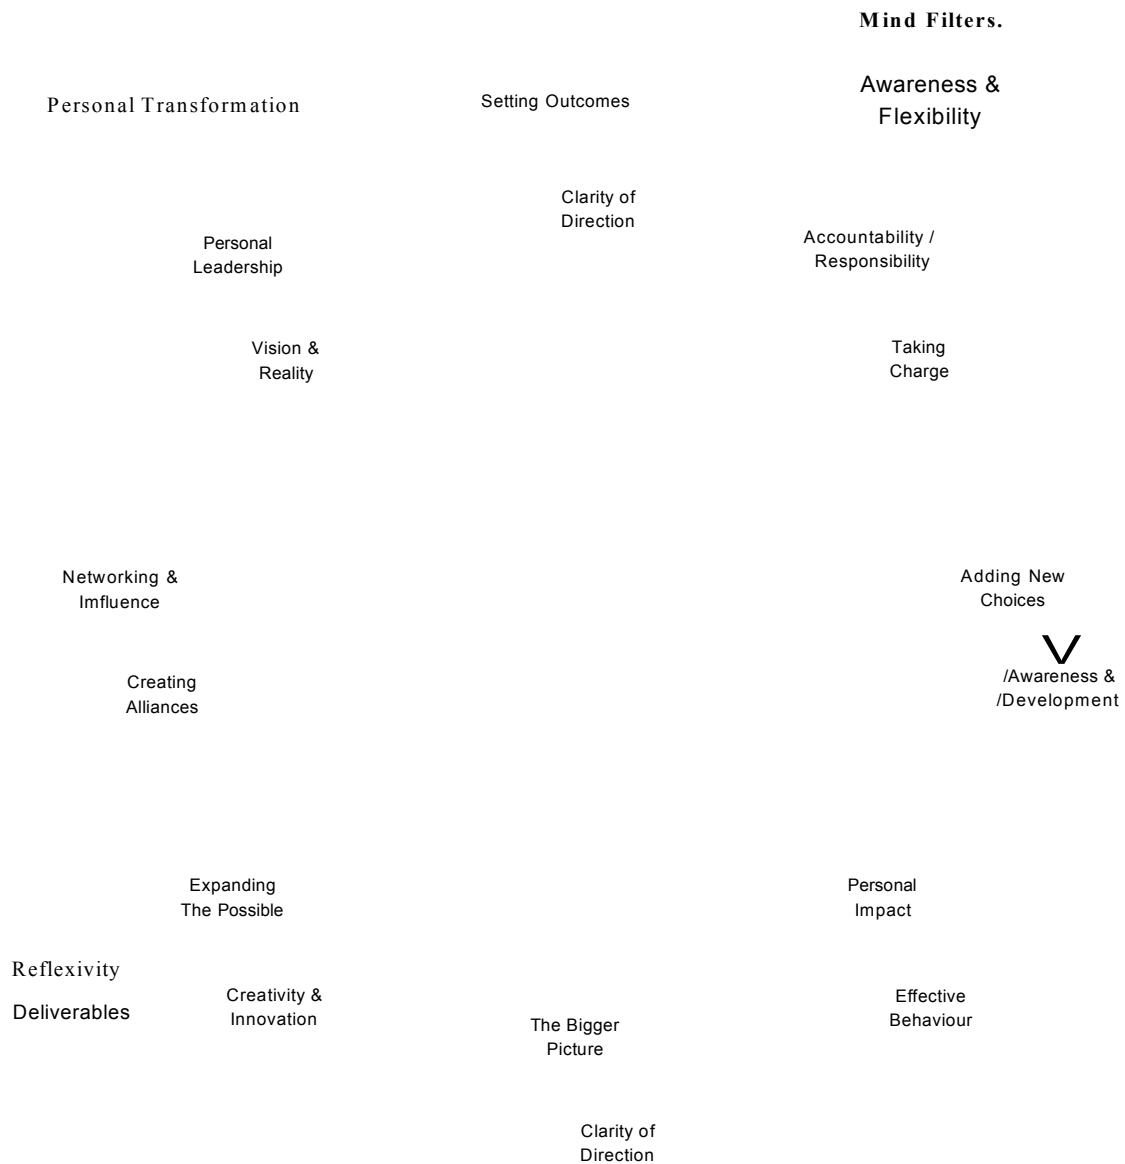 Mind Filters.
Personal Transformation
Setting Outcomes
Awareness &
Flexibility
Clarity of
Direction
Personal
Leadership
Accountability /
Responsibility
Vision &
Reality
Taking
Charge
Networking &
Imfluence
Adding New
Choices
V
Creating
Alliances
/Awareness &
/Development
Expanding
The Possible
Personal
Impact
Reflexivity
Deliverables
Creativity &
Innovation
Effective
Behaviour
The Bigger
Picture
Clarity of
Direction